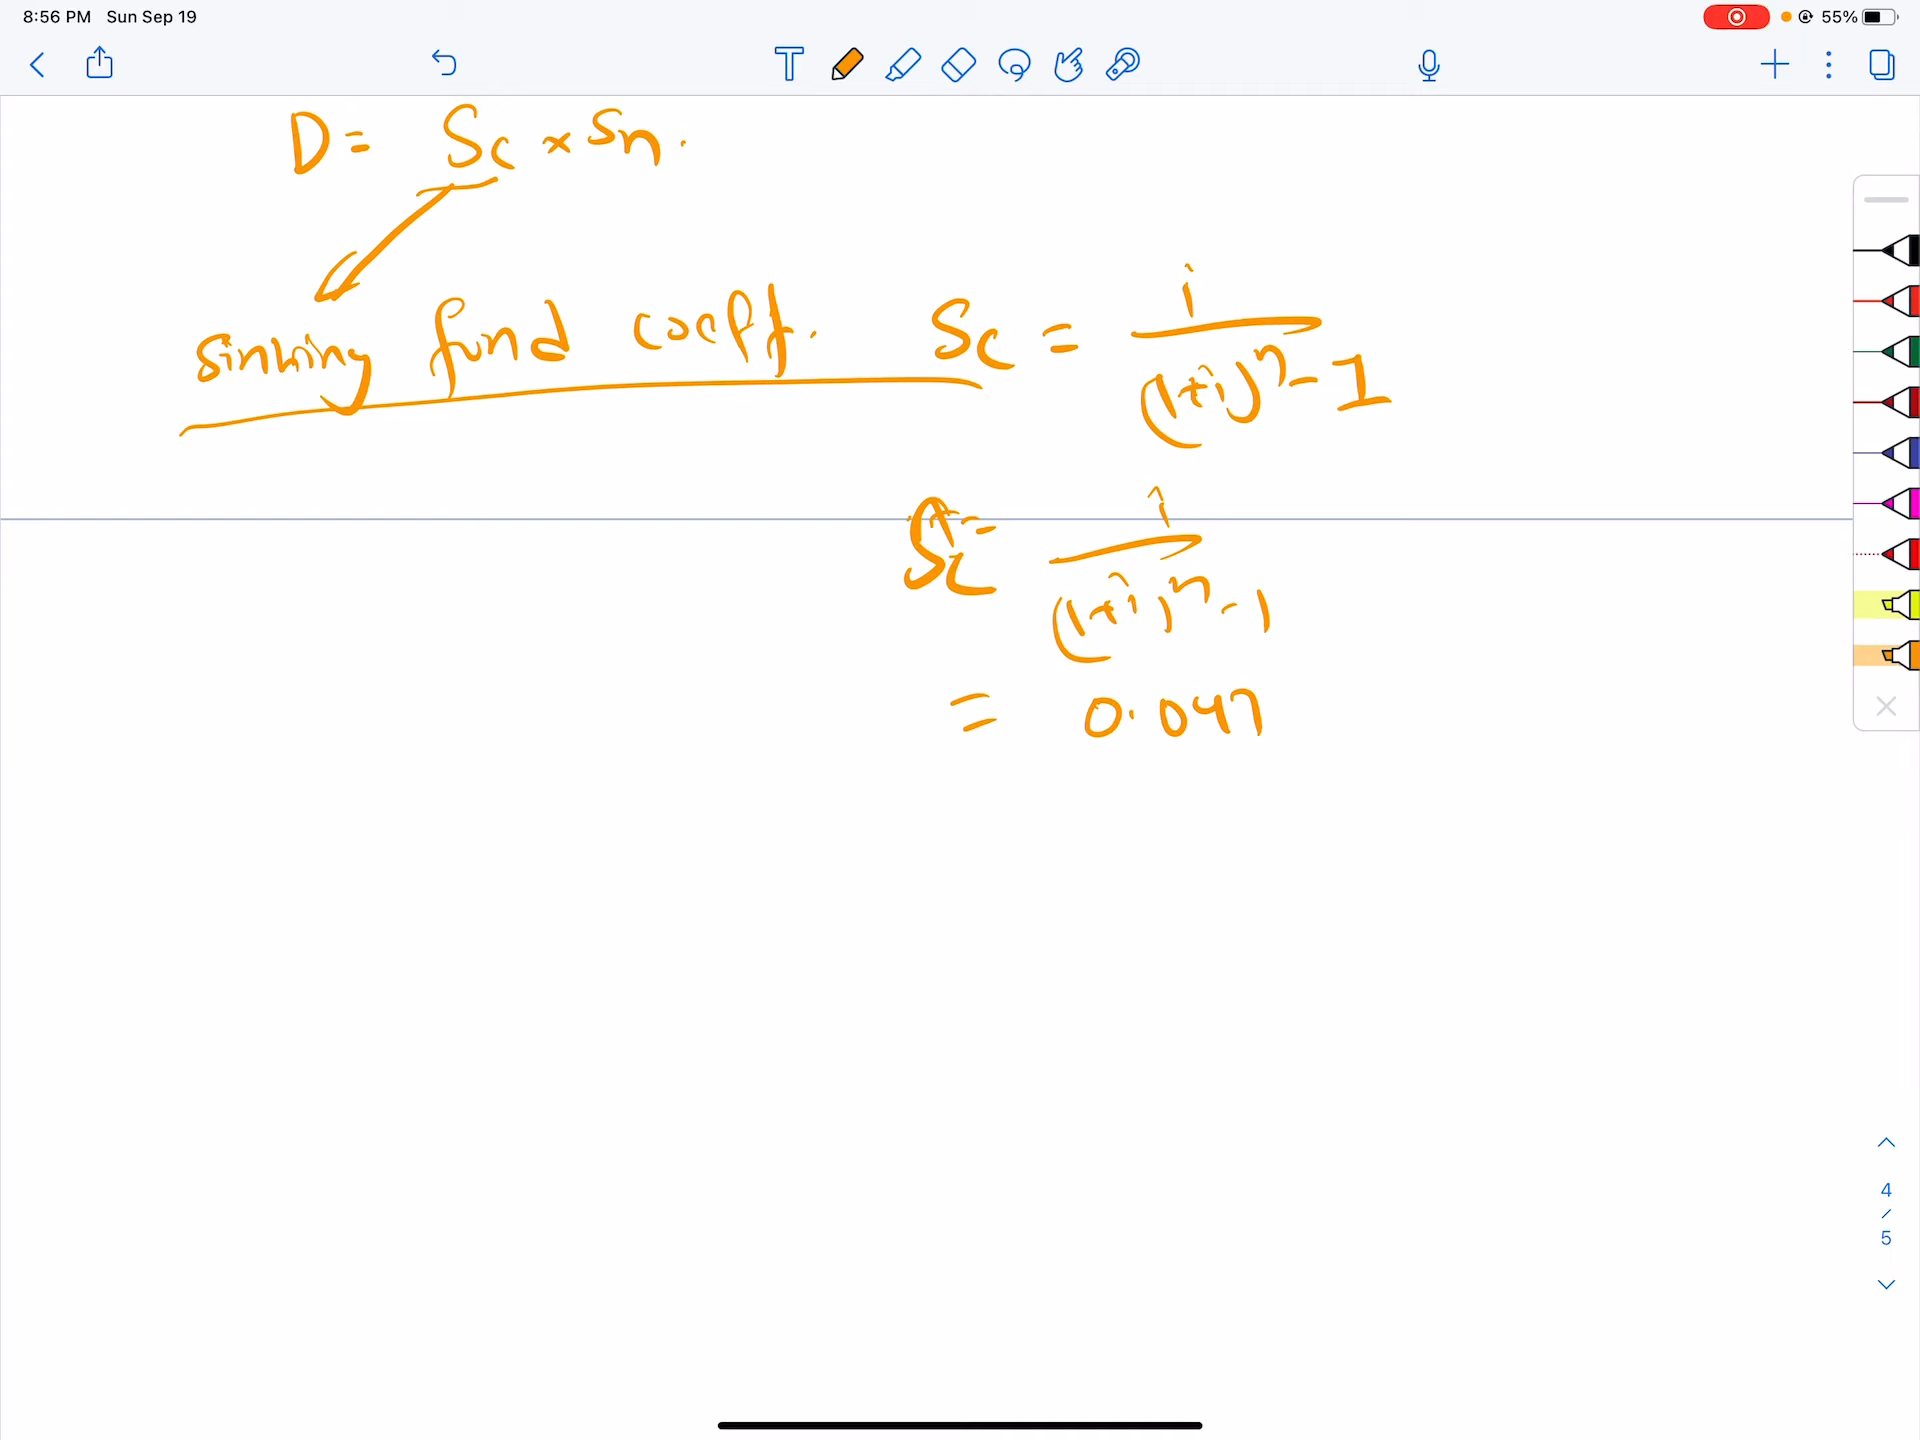 8:56 PM Sun Sep 19
55%
T
D = Sc × Sn.
sinking fund coeff. Sc = i / (1+i)^n - 1
Sc = i / (1+i)^n - 1
= 0.047
4
/
5